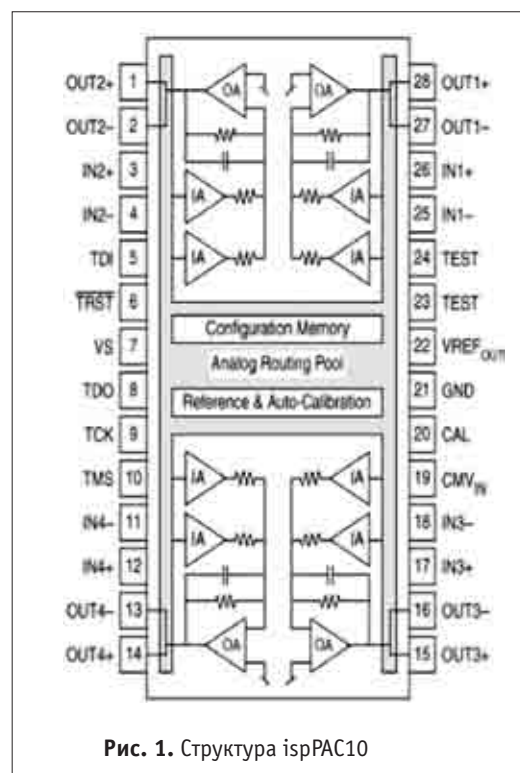 OUT2+ 1 OA OA 28 OUT1+
OUT2– 2 27 OUT1–
IN2+ 3 26 IN1+
IN2– 4 IA IA 25 IN1–
TDI 5 IA IA 24 TEST
TRST 6 23 TEST
VS 7 Configuration Memory 22 VREFOUT
Analog Routing Pool
TDO 8 Reference & Auto-Calibration 21 GND
TCK 9 20 CAL
TMS 10 IA IA 19 CMVIN
IN4– 11 IA IA 18 IN3–
IN4+ 12 17 IN3+
OUT4– 13 16 OUT3–
OUT4+ 14 OA OA 15 OUT3+
Рис. 1. Структура ispPAC10